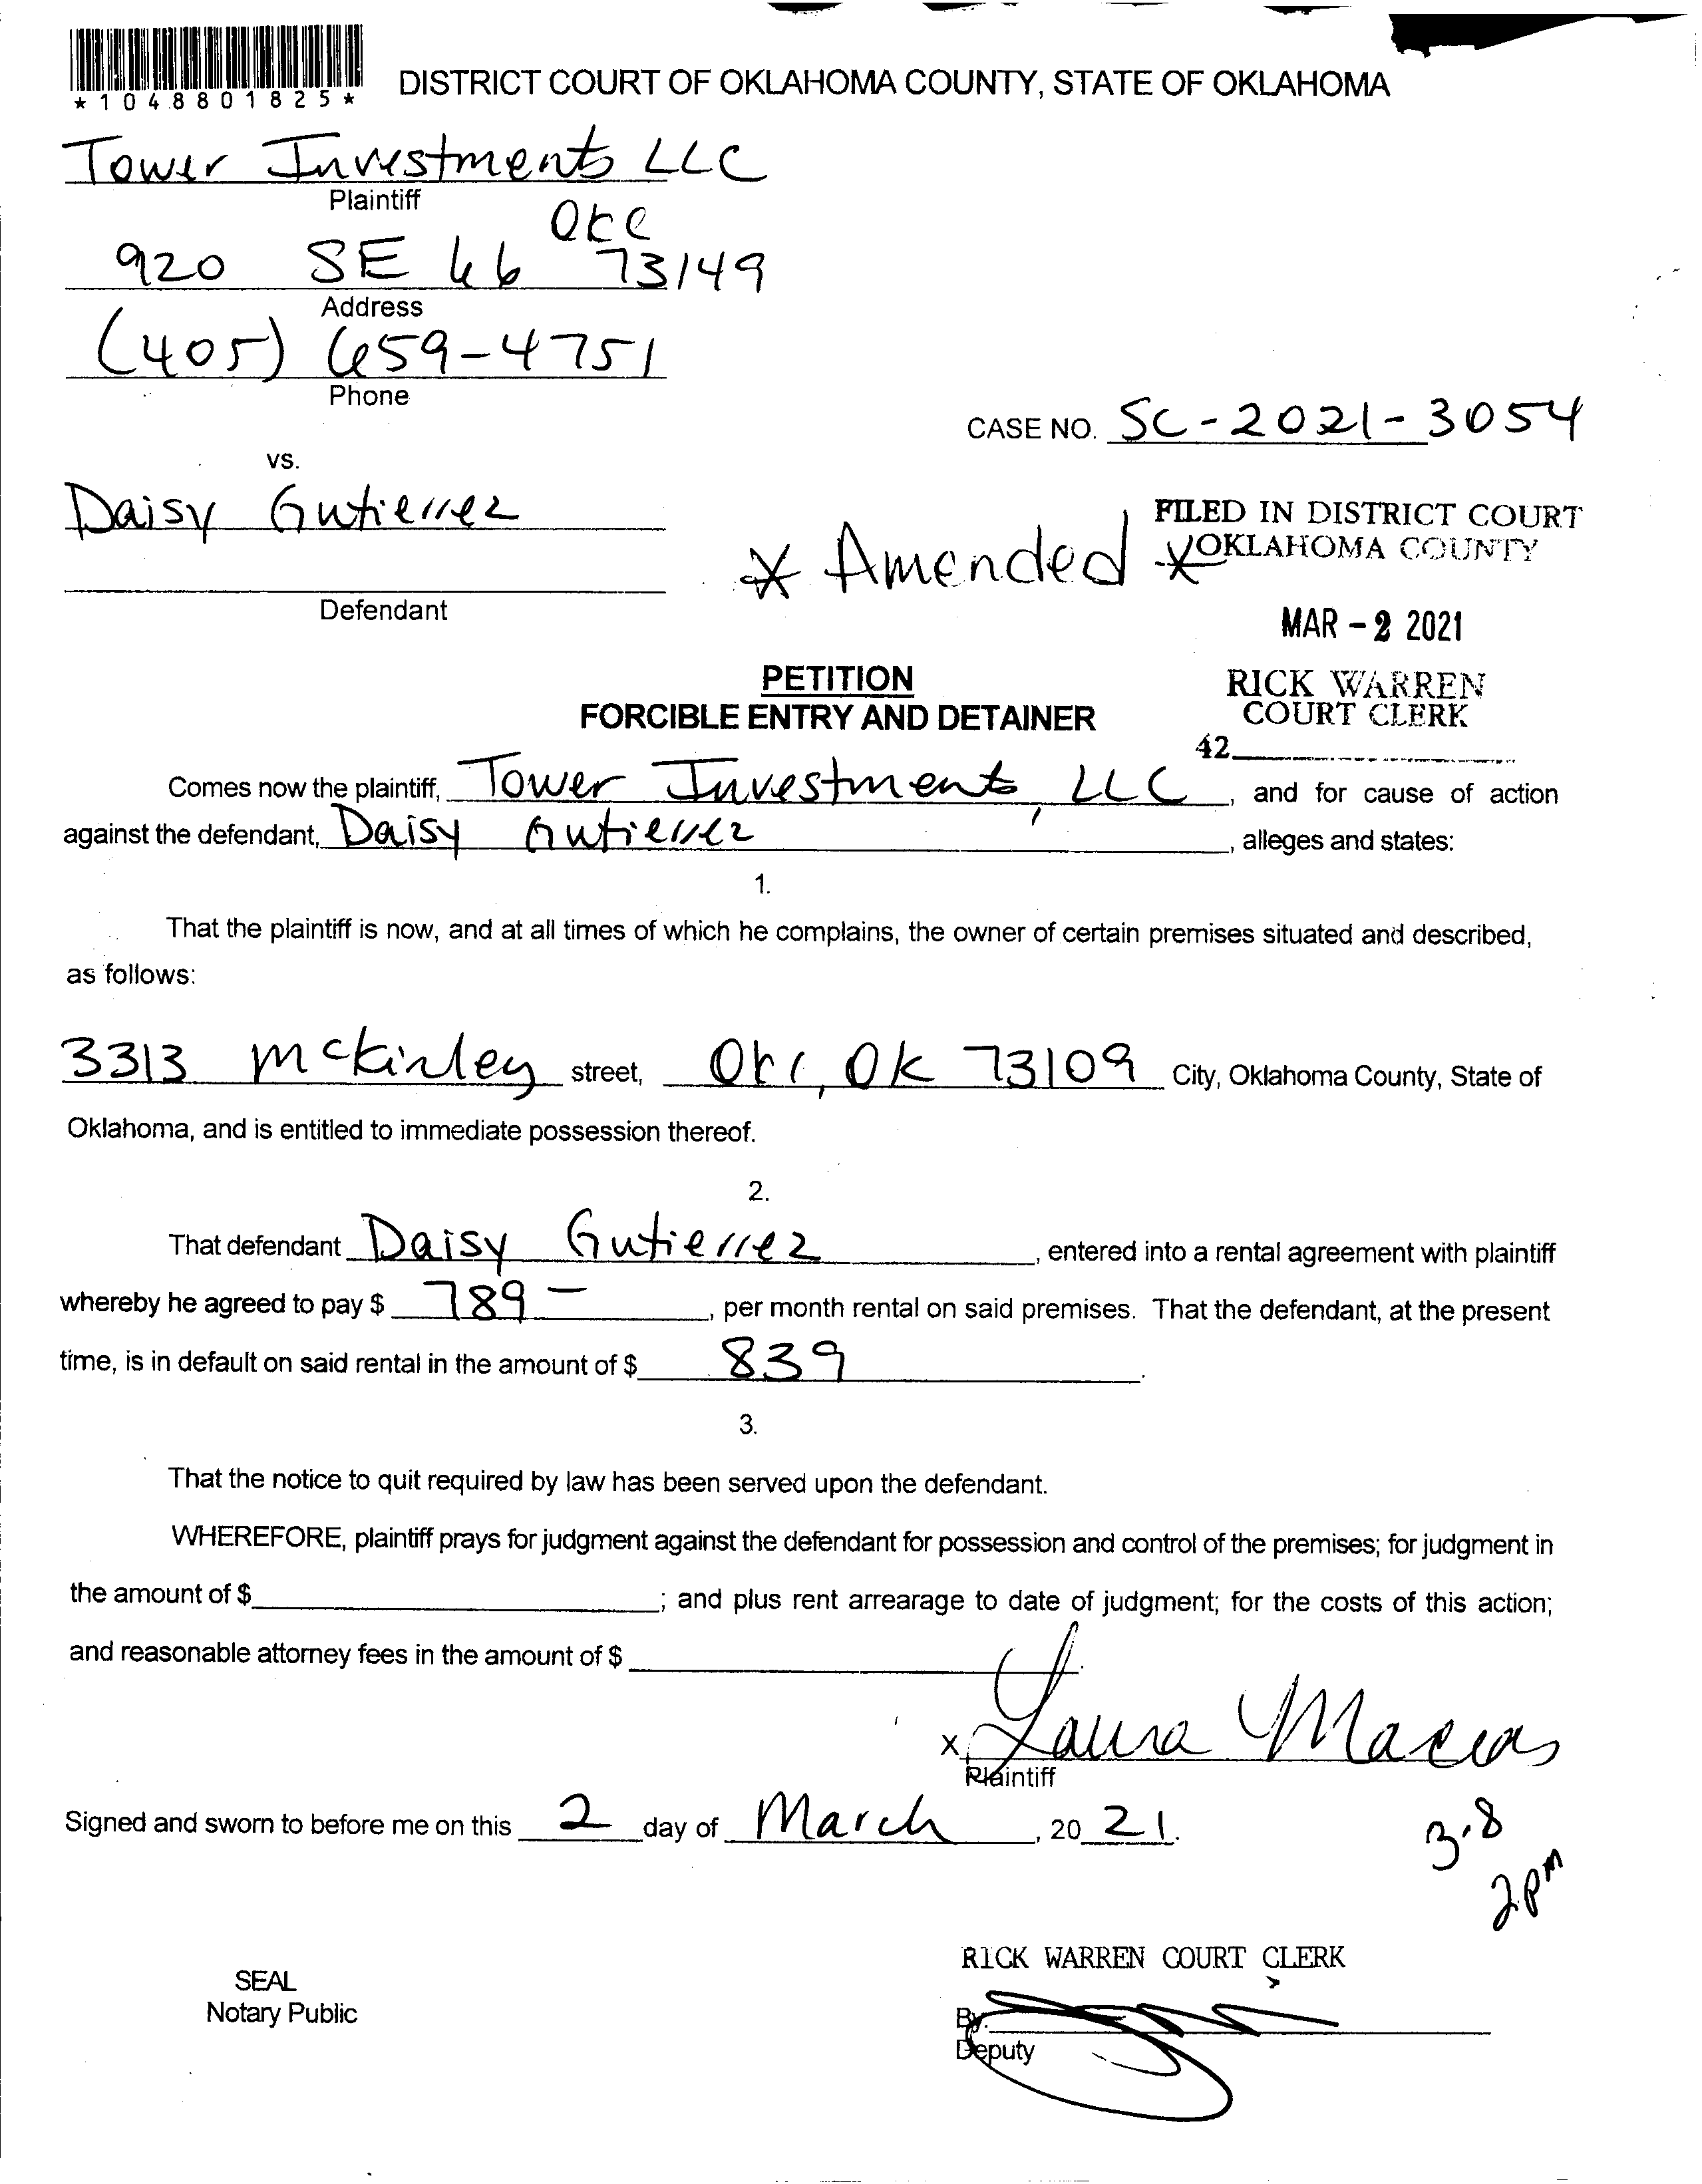 *1048801825*
DISTRICT COURT OF OKLAHOMA COUNTY, STATE OF OKLAHOMA
Tower Investments LLC
Plaintiff
OKC
920 SE 66 73149
Address
(405) 659-4751
Phone
CASE NO. SC-2021-3054
vs.
Daisy Gutierrez
FILED IN DISTRICT COURT
OKLAHOMA COUNTY
* Amended *
Defendant
MAR - 2 2021
PETITION
RICK WARREN
FORCIBLE ENTRY AND DETAINER
COURT CLERK
42
Comes now the plaintiff, Tower Investments, LLC, and for cause of action
against the defendant, Daisy Gutierrez, alleges and states:
1.
That the plaintiff is now, and at all times of which he complains, the owner of certain premises situated and described,
as follows:
3313 McKinley street, OKC, OK 73109 City, Oklahoma County, State of
Oklahoma, and is entitled to immediate possession thereof.
2.
That defendant Daisy Gutierrez, entered into a rental agreement with plaintiff
whereby he agreed to pay $ 789-, per month rental on said premises. That the defendant, at the present
time, is in default on said rental in the amount of $ 839.
3.
That the notice to quit required by law has been served upon the defendant.
WHEREFORE, plaintiff prays for judgment against the defendant for possession and control of the premises; for judgment in
the amount of $; and plus rent arrearage to date of judgment; for the costs of this action;
and reasonable attorney fees in the amount of $
x Laura Macias
Plaintiff
Signed and sworn to before me on this 2 day of March, 20 21.
3.8
2pm
RICK WARREN COURT CLERK
SEAL
Notary Public
By.
Deputy